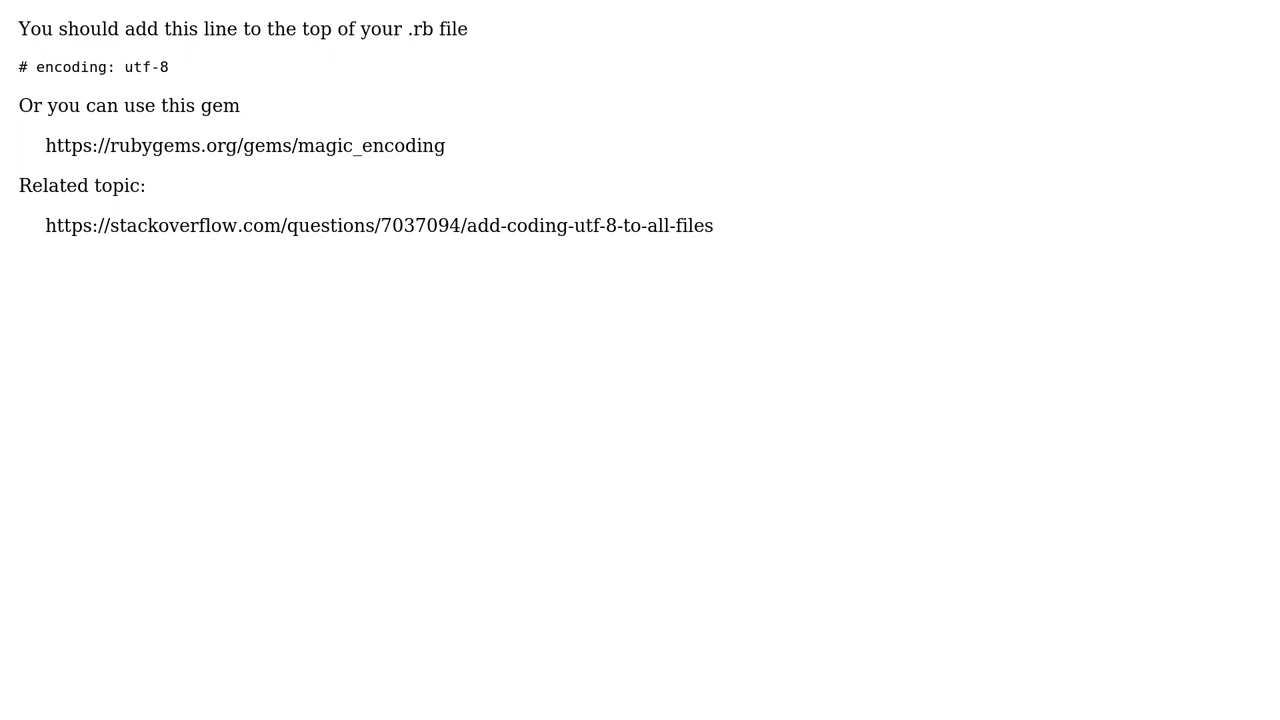 You should add this line to the top of your .rb file
# encoding: utf-8
Or you can use this gem
https://rubygems.org/gems/magic_encoding
Related topic:
https://stackoverflow.com/questions/7037094/add-coding-utf-8-to-all-files